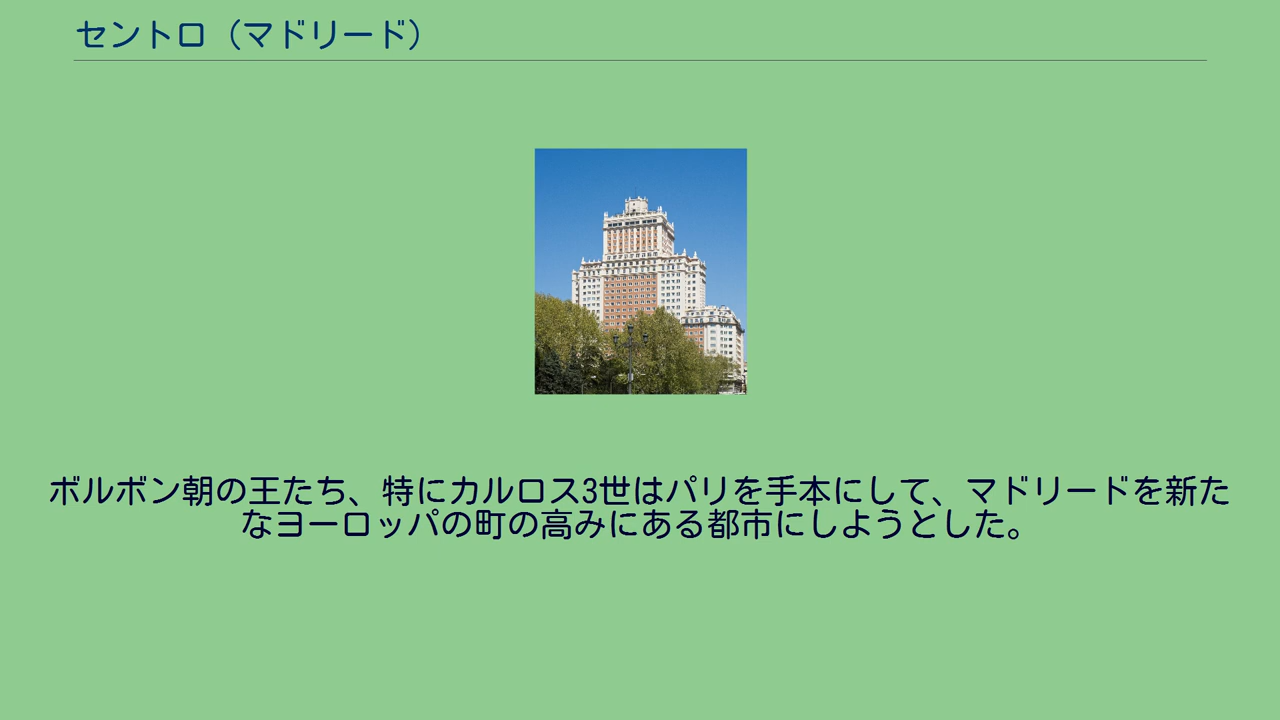 セントロ（マドリード）
ボルボン朝の王たち、特にカルロス3世はパリを手本にして、マドリードを新た
なヨーロッパの町の高みにある都市にしようとした。